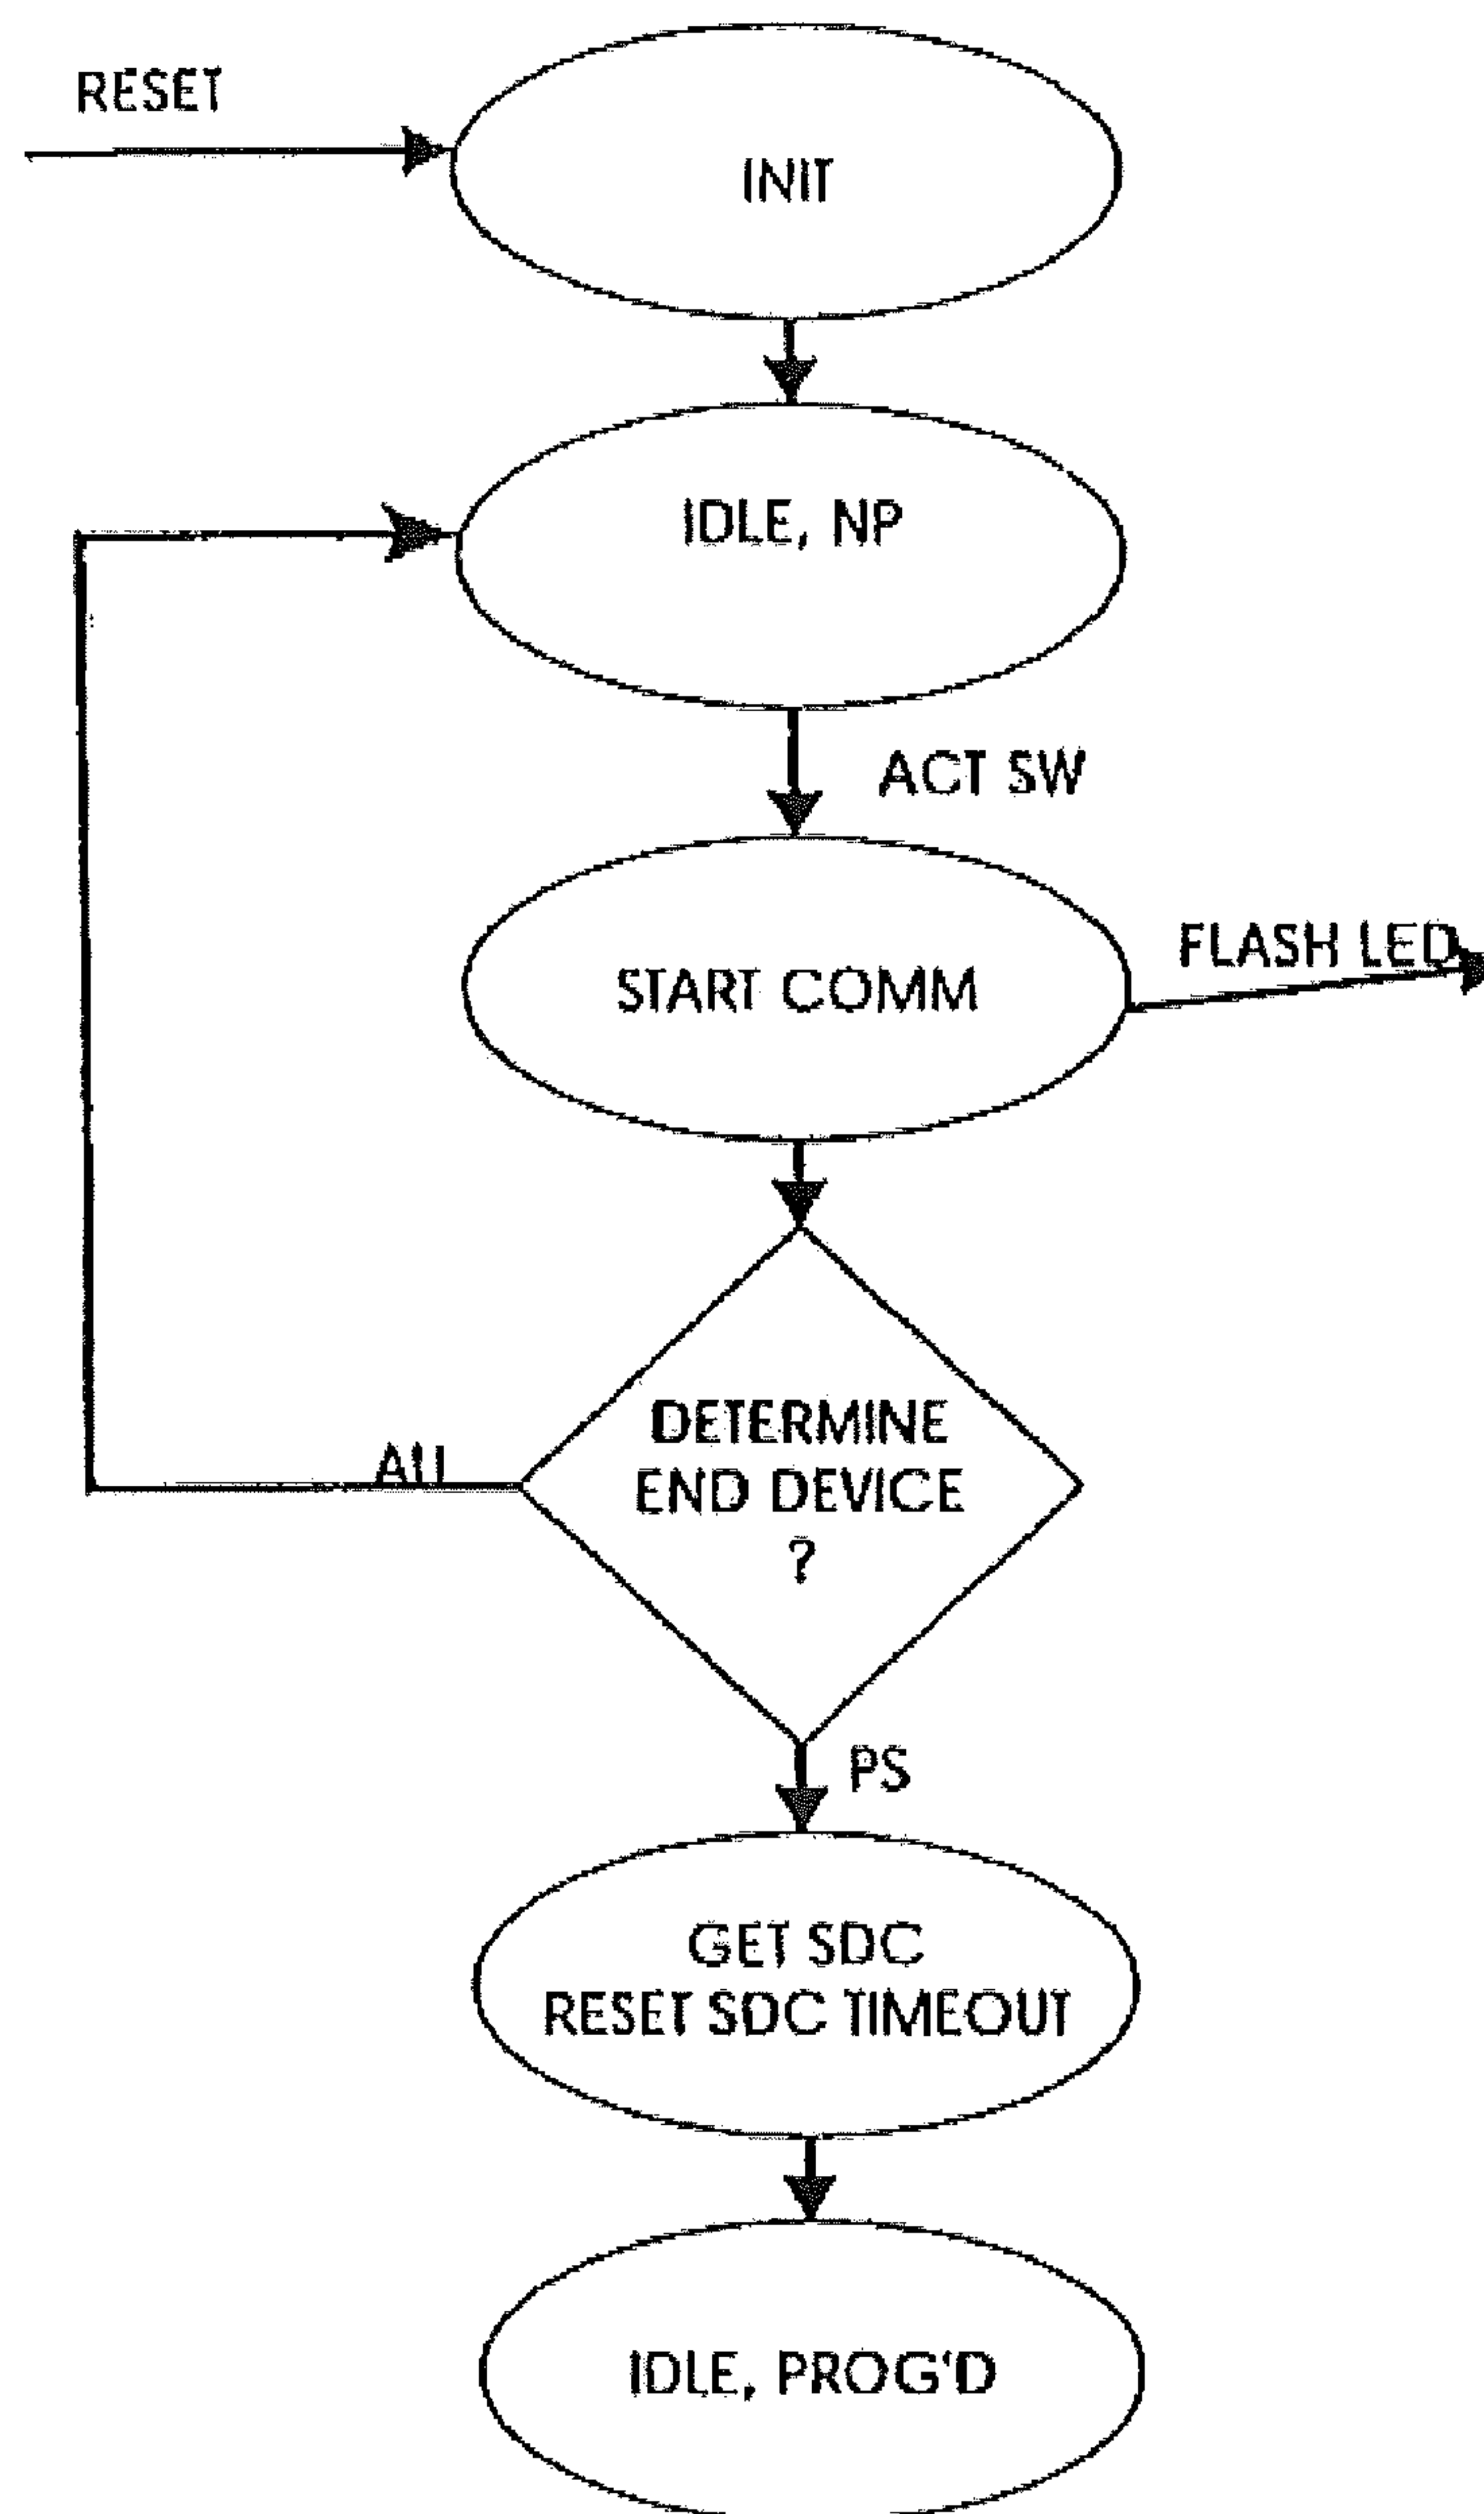 RESET
INIT
IDLE, NP
ACT SW
START COMM
FLASH LED
DETERMINE
END DEVICE
?
AU
PS
GET SDC
RESET SDC TIMEOUT
IDLE, PROG'D